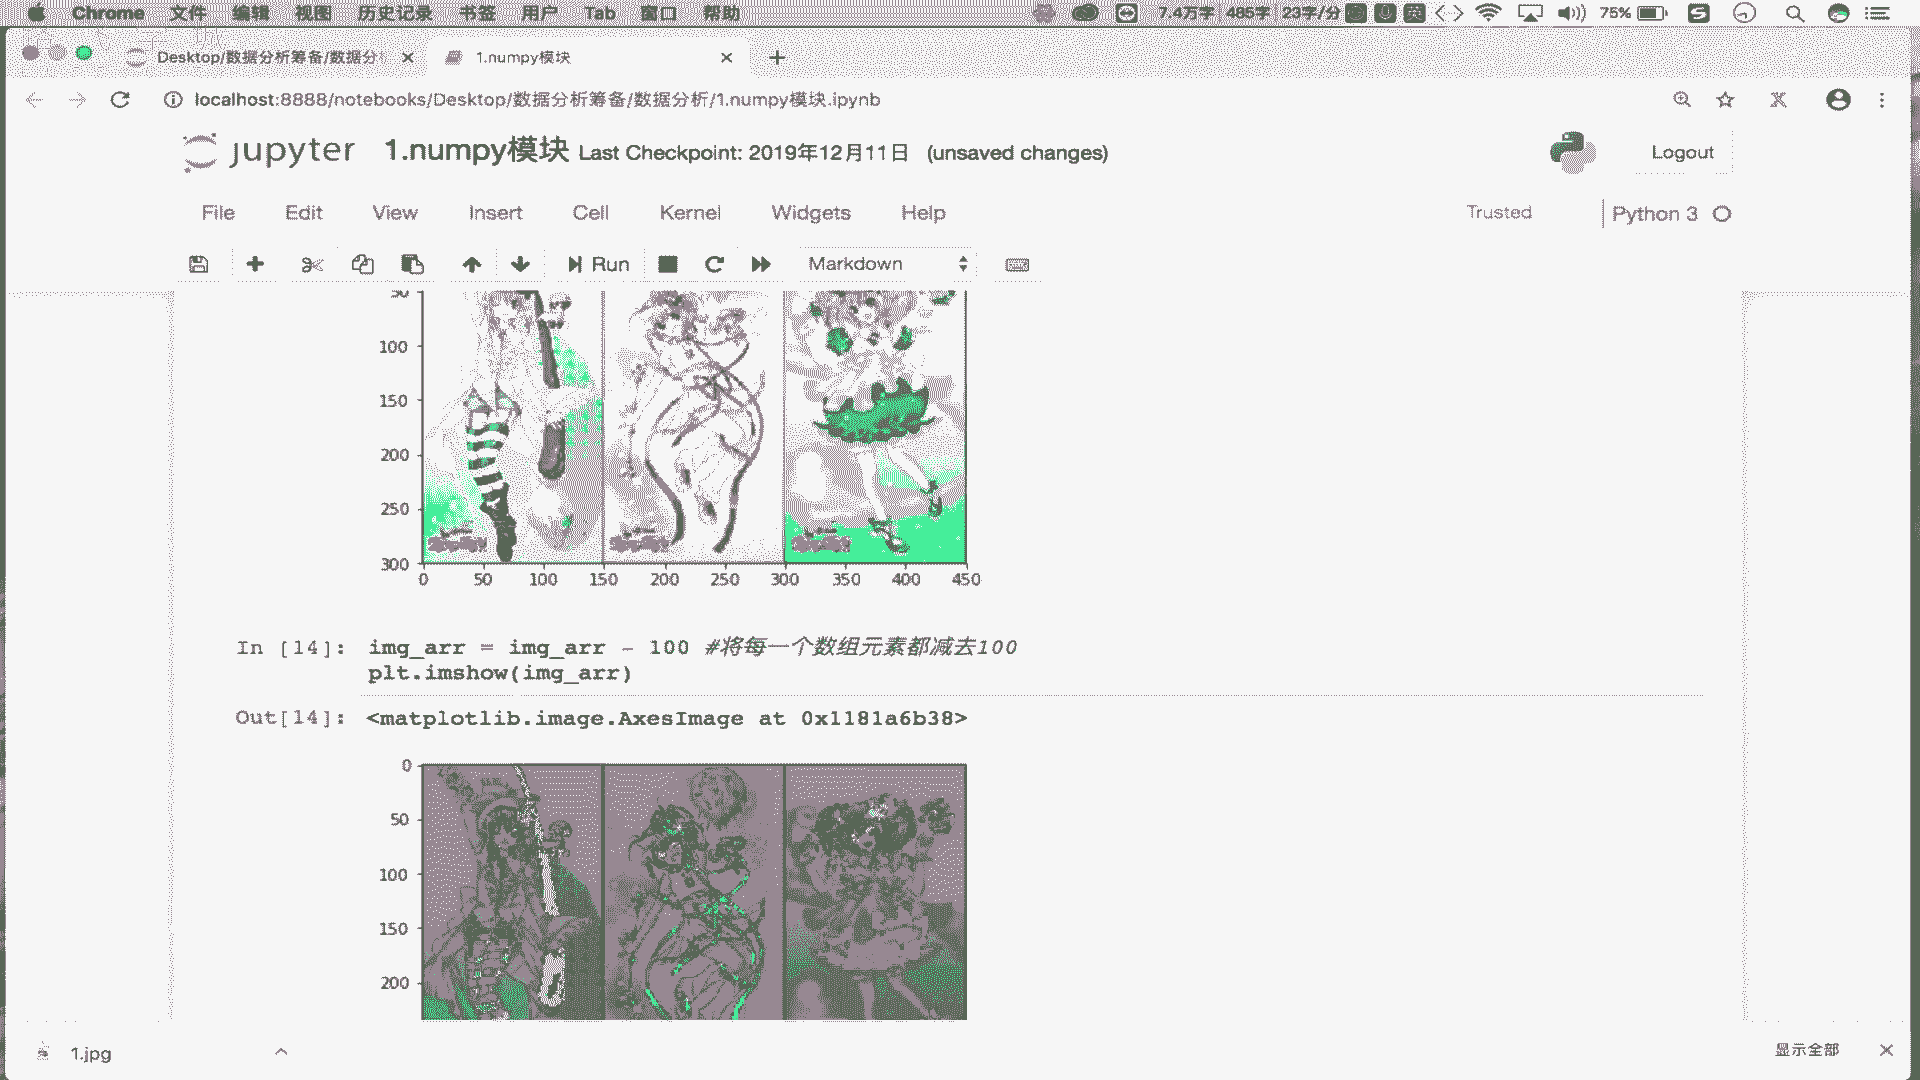 Chrome 文件 编辑 视图 历史记录 书签 用户 Tab 窗口 帮助 7.4万字 485字 23字/分 英 75%
Desktop/数据分析筹备/数据分析 1.numpy模块
localhost:8888/notebooks/Desktop/数据分析筹备/数据分析/1.numpy模块.ipynb
jupyter 1.numpy模块 Last Checkpoint: 2019年12月11日 (unsaved changes) Logout
File Edit View Insert Cell Kernel Widgets Help Trusted Python 3
Run Markdown
50
100
150
200
250
300
0 50 100 150 200 250 300 350 400 450
In [14]: img_arr = img_arr - 100 #将每一个数组元素都减去100
plt.imshow(img_arr)
Out[14]: <matplotlib.image.AxesImage at 0x1181a6b38>
0
50
100
150
200
1.jpg 显示全部